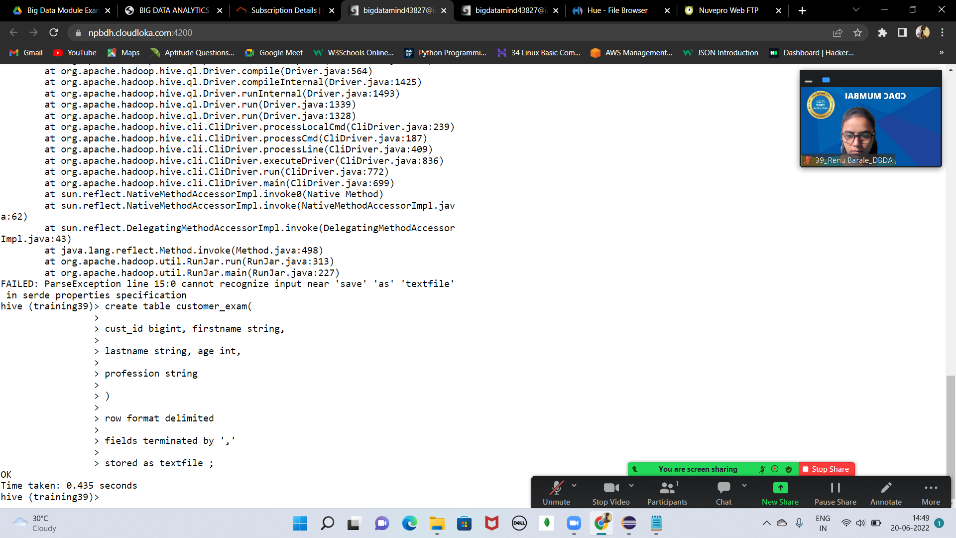 Big Data Module Exam
BIG DATA ANALYTICS
Subscription Details |
bigdatamind43827@
bigdatamind43827@
Hue - File Browser
Nuvepro Web FTP
npbdh.cloudloka.com:4200
Gmail
YouTube
Maps
Aptitude Questions...
Google Meet
W3Schools Online...
Python Programmi...
34 Linux Basic Com...
AWS Management...
JSON Introduction
Dashboard | Hacker...
at org.apache.hadoop.hive.ql.Driver.compile(Driver.java:564)
at org.apache.hadoop.hive.ql.Driver.compileInternal(Driver.java:1425)
at org.apache.hadoop.hive.ql.Driver.runInternal(Driver.java:1493)
at org.apache.hadoop.hive.ql.Driver.run(Driver.java:1339)
at org.apache.hadoop.hive.ql.Driver.run(Driver.java:1328)
at org.apache.hadoop.hive.cli.CliDriver.processLocalCmd(CliDriver.java:239)
at org.apache.hadoop.hive.cli.CliDriver.processCmd(CliDriver.java:187)
at org.apache.hadoop.hive.cli.CliDriver.processLine(CliDriver.java:409)
at org.apache.hadoop.hive.cli.CliDriver.executeDriver(CliDriver.java:836)
at org.apache.hadoop.hive.cli.CliDriver.run(CliDriver.java:772)
at org.apache.hadoop.hive.cli.CliDriver.main(CliDriver.java:699)
at sun.reflect.NativeMethodAccessorImpl.invoke0(Native Method)
at sun.reflect.NativeMethodAccessorImpl.invoke(NativeMethodAccessorImpl.jav
a:62)
at sun.reflect.DelegatingMethodAccessorImpl.invoke(DelegatingMethodAccessor
Impl.java:43)
at java.lang.reflect.Method.invoke(Method.java:498)
at org.apache.hadoop.util.RunJar.run(RunJar.java:313)
at org.apache.hadoop.util.RunJar.main(RunJar.java:227)
FAILED: ParseException line 15:0 cannot recognize input near 'save' 'as' 'textfile'
in serde properties specification
hive (training39)> create table customer_exam(
>
> cust_id bigint, firstname string,
>
> lastname string, age int,
>
> profession string
>
> )
>
> row format delimited
>
> fields terminated by ','
>
> stored as textfile ;
OK
Time taken: 0.435 seconds
hive (training39)>
CDAC MUMBAI
39_Renu Barale_DBDA
You are screen sharing
Stop Share
Unmute
Stop Video
1
Participants
Chat
New Share
Pause Share
Annotate
More
30°C
Cloudy
DELL
ENG
IN
14:49
20-06-2022
1